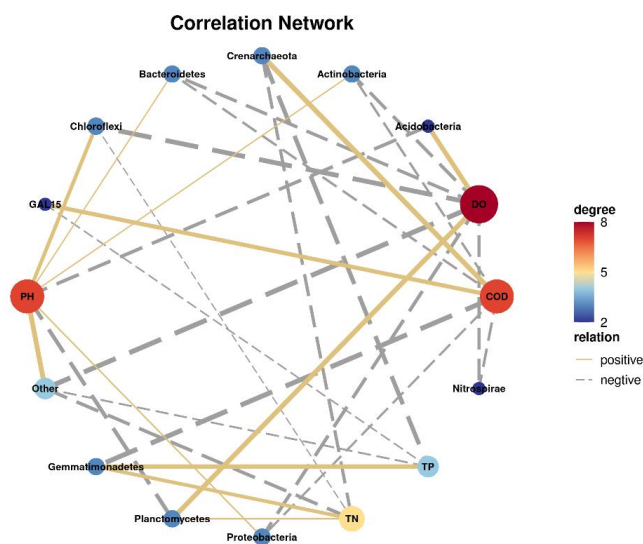 Correlation Network
Crenarchaeota
Bacteroidetes
Actinobacteria
Chloroflexi
Acidobacteria
GAL15
DO
degree
8
5
2
PH
COD
relation
positive
negtive
Other
Nitrospirae
Gemmatimonadetes
TP
Planctomycetes
TN
Proteobacteria